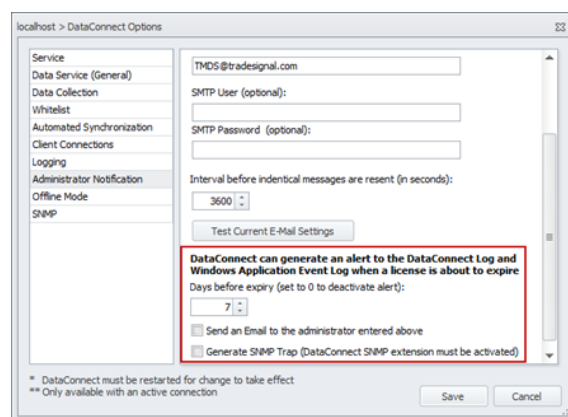 localhost > DataConnect Options
Service
Data Service (General)
Data Collection
Whitelist
Automated Synchronization
Client Connections
Logging
Administrator Notification
Offline Mode
SNMP
TMDS@tradesignal.com
SMTP User (optional):
SMTP Password (optional):
Interval before indentical messages are resent (in seconds):
3600
Test Current E-Mail Settings
DataConnect can generate an alert to the DataConnect Log and
Windows Application Event Log when a license is about to expire
Days before expiry (set to 0 to deactivate alert):
7
Send an Email to the administrator entered above
Generate SNMP Trap (DataConnect SNMP extension must be activated)
* DataConnect must be restarted for change to take effect
** Only available with an active connection
Save
Cancel